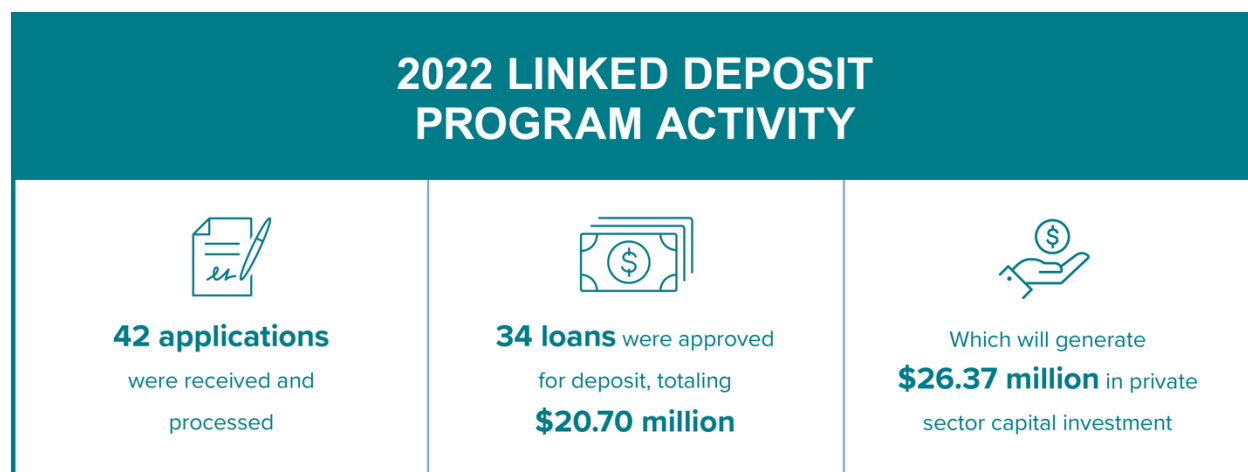 2022 LINKED DEPOSIT
PROGRAM ACTIVITY
42 applications
were received and
processed
34 loans were approved
for deposit, totaling
$20.70 million
Which will generate
$26.37 million in private
sector capital investment